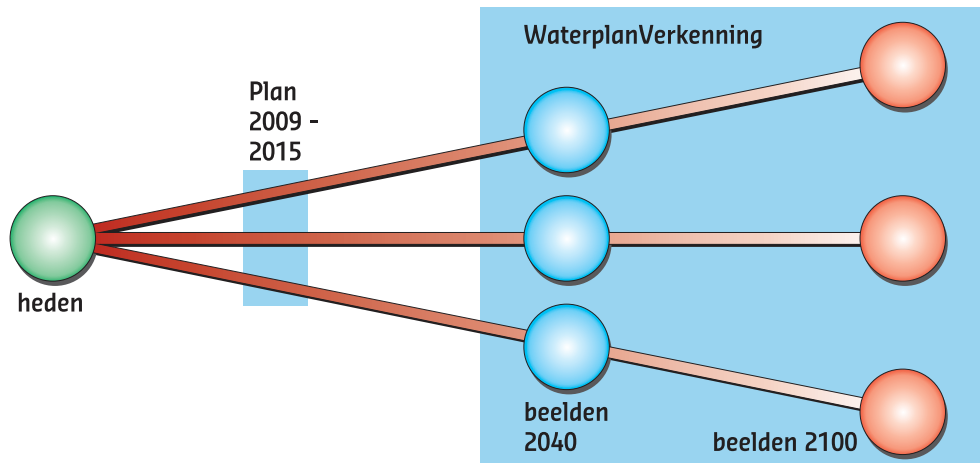 WaterplanVerkenning
Plan
2009 -
2015
heden
beelden
2040
beelden 2100